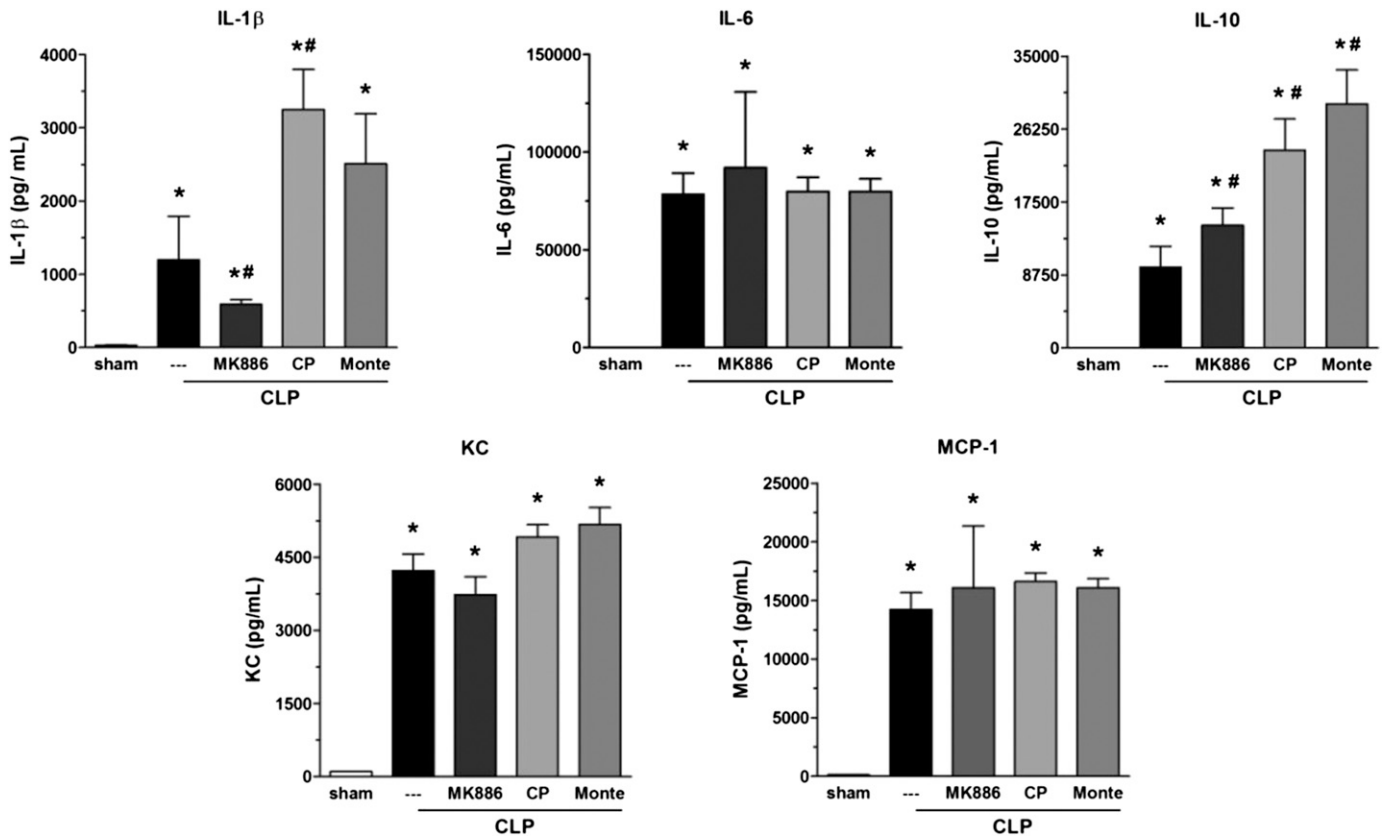 IL-1β
IL-6
IL-10
IL-1β (pg/ mL)
4000
3000
2000
1000
0
*
*#
*#
*
sham
---
MK886
CP
Monte
CLP
IL-6 (pg/mL)
150000
100000
50000
0
*
*
*
*
sham
---
MK886
CP
Monte
CLP
IL-10 (pg/mL)
35000
26250
17500
8750
0
*
* #
* #
* #
sham
---
MK886
CP
Monte
CLP
KC
MCP-1
KC (pg/mL)
6000
4500
3000
1500
0
*
*
*
*
sham
---
MK886
CP
Monte
CLP
MCP-1 (pg/mL)
25000
20000
15000
10000
5000
0
*
*
*
*
sham
---
MK886
CP
Monte
CLP